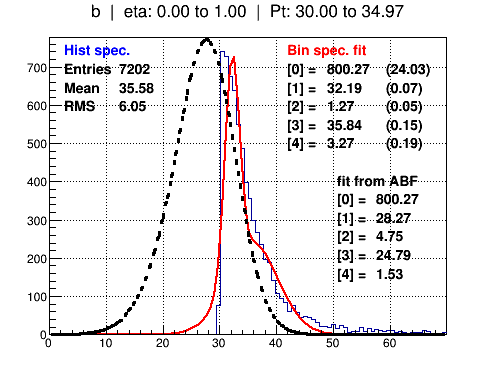 b | eta: 0.00 to 1.00 | Pt: 30.00 to 34.97
Hist spec.
Entries 7202
Mean 35.58
RMS 6.05
Bin spec. fit
[0] = 800.27 (24.03)
[1] = 32.19 (0.07)
[2] = 1.27 (0.05)
[3] = 35.84 (0.15)
[4] = 3.27 (0.19)
fit from ABF
[0] = 800.27
[1] = 28.27
[2] = 4.75
[3] = 24.79
[4] = 1.53
700
600
500
400
300
200
100
0
0 10 20 30 40 50 60